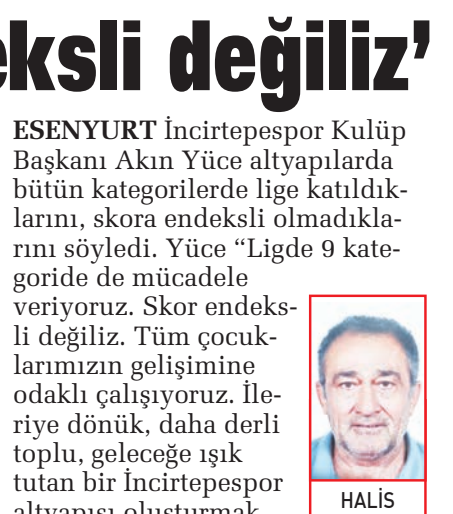 eksli değiliz’
ESENYURT İncirtepespor Kulüp
Başkanı Akın Yüce altyapılarda
bütün kategorilerde lige katıldık-
larını, skora endeksli olmadıkla-
rını söyledi. Yüce “Ligde 9 kate-
goride de mücadele
veriyoruz. Skor endeks-
li değiliz. Tüm çocuk-
larımızın gelişimine
odaklı çalışıyoruz. İle-
riye dönük, daha derli
toplu, geleceğe ışık
tutan bir İncirtepespor
altyapısı oluşturmak
HALİS